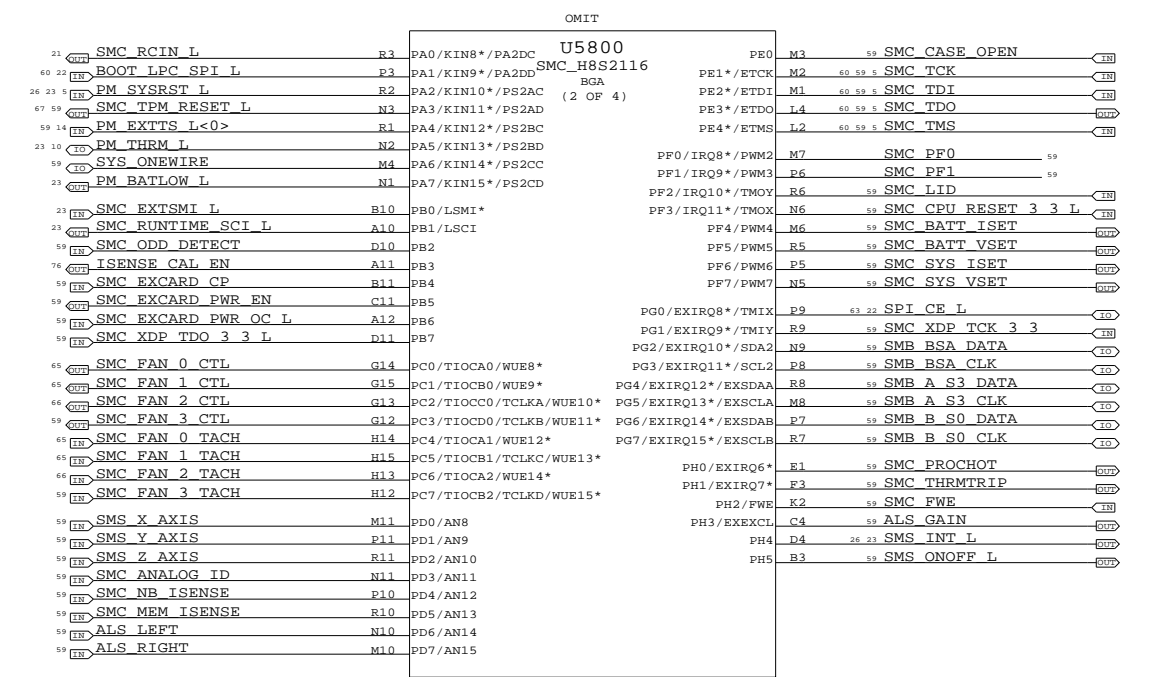 OMIT
U5800
SMC_H8S2116
BGA
(2 OF 4)
21 OUT SMC_RCIN_L R3 PA0/KIN8*/PA2DC
60 22 IN BOOT_LPC_SPI_L P3 PA1/KIN9*/PA2DD
26 23 5 IN PM_SYSRST_L R2 PA2/KIN10*/PS2AC
67 59 OUT SMC_TPM_RESET_L N3 PA3/KIN11*/PS2AD
59 14 IN PM_EXTTS_L<0> R1 PA4/KIN12*/PS2BC
23 10 IO PM_THRM_L N2 PA5/KIN13*/PS2BD
59 IO SYS_ONEWIRE M4 PA6/KIN14*/PS2CC
23 OUT PM_BATLOW_L N1 PA7/KIN15*/PS2CD
23 IN SMC_EXTSMI_L B10 PB0/LSMI*
23 OUT SMC_RUNTIME_SCI_L A10 PB1/LSCI
59 IN SMC_ODD_DETECT D10 PB2
76 OUT ISENSE_CAL_EN A11 PB3
59 IN SMC_EXCARD_CP B11 PB4
59 OUT SMC_EXCARD_PWR_EN C11 PB5
59 IN SMC_EXCARD_PWR_OC_L A12 PB6
59 IN SMC_XDP_TDO_3_3_L D11 PB7
65 OUT SMC_FAN_0_CTL G14 PC0/TIOCA0/WUE8*
65 OUT SMC_FAN_1_CTL G15 PC1/TIOCB0/WUE9*
66 OUT SMC_FAN_2_CTL G13 PC2/TIOCC0/TCLKA/WUE10*
59 OUT SMC_FAN_3_CTL G12 PC3/TIOCD0/TCLKB/WUE11*
65 IN SMC_FAN_0_TACH H14 PC4/TIOCA1/WUE12*
65 IN SMC_FAN_1_TACH H15 PC5/TIOCB1/TCLKC/WUE13*
66 IN SMC_FAN_2_TACH H13 PC6/TIOCA2/WUE14*
59 IN SMC_FAN_3_TACH H12 PC7/TIOCB2/TCLKD/WUE15*
59 IN SMS_X_AXIS M11 PD0/AN8
59 IN SMS_Y_AXIS P11 PD1/AN9
59 IN SMS_Z_AXIS R11 PD2/AN10
59 IN SMC_ANALOG_ID N11 PD3/AN11
59 IN SMC_NB_ISENSE P10 PD4/AN12
59 IN SMC_MEM_ISENSE R10 PD5/AN13
59 IN ALS_LEFT N10 PD6/AN14
59 IN ALS_RIGHT M10 PD7/AN15
PE0 M3 59 SMC_CASE_OPEN IN
PE1*/ETCK M2 60 59 5 SMC_TCK IN
PE2*/ETDI M1 60 59 5 SMC_TDI IN
PE3*/ETDO L4 60 59 5 SMC_TDO OUT
PE4*/ETMS L2 60 59 5 SMC_TMS IN
PF0/IRQ8*/PWM2 M7 SMC_PF0 59
PF1/IRQ9*/PWM3 P6 SMC_PF1 59
PF2/IRQ10*/TMOY R6 59 SMC_LID IN
PF3/IRQ11*/TMOX N6 59 SMC_CPU_RESET_3_3_L IN
PF4/PWM4 M6 59 SMC_BATT_ISET OUT
PF5/PWM5 R5 59 SMC_BATT_VSET OUT
PF6/PWM6 P5 59 SMC_SYS_ISET OUT
PF7/PWM7 N5 59 SMC_SYS_VSET OUT
PG0/EXIRQ8*/TMIX P9 63 22 SPI_CE_L IO
PG1/EXIRQ9*/TMIY R9 59 SMC_XDP_TCK_3_3 IN
PG2/EXIRQ10*/SDA2 N9 59 SMB_BSA_DATA IO
PG3/EXIRQ11*/SCL2 P8 59 SMB_BSA_CLK IO
PG4/EXIRQ12*/EXSDAA R8 59 SMB_A_S3_DATA IO
PG5/EXIRQ13*/EXSCLA M8 59 SMB_A_S3_CLK IO
PG6/EXIRQ14*/EXSDAB P7 59 SMB_B_S0_DATA IO
PG7/EXIRQ15*/EXSCLB R7 59 SMB_B_S0_CLK IO
PH0/EXIRQ6* E1 59 SMC_PROCHOT OUT
PH1/EXIRQ7* F3 59 SMC_THRMTRIP OUT
PH2/FWE K2 59 SMC_FWE IN
PH3/EXEXCL C4 59 ALS_GAIN OUT
PH4 D4 26 23 SMS_INT_L OUT
PH5 B3 59 SMS_ONOFF_L OUT